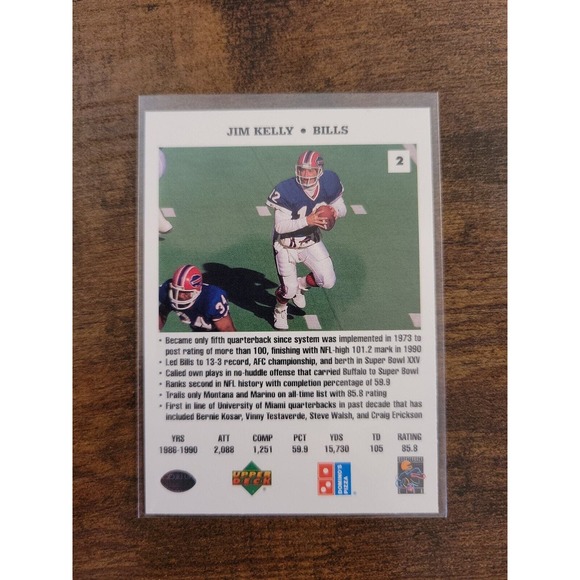 JIM KELLY • BILLS
2
12
34
• Became only fifth quarterback since system was implemented in 1973 to
post rating of more than 100, finishing with NFL-high 101.2 mark in 1990
• Led Bills to 13-3 record, AFC championship, and berth in Super Bowl XXV
• Called own plays in no-huddle offense that carried Buffalo to Super Bowl
• Ranks second in NFL history with completion percentage of 59.9
• Trails only Montana and Marino on all-time list with 85.8 rating
• First in line of University of Miami quarterbacks in past decade that has
included Bernie Kosar, Vinny Testaverde, Steve Walsh, and Craig Erickson
YRS ATT COMP PCT YDS TD RATING
1986-1990 2,088 1,251 59.9 15,730 105 85.8
UPPER DECK
DOMINO'S PIZZA